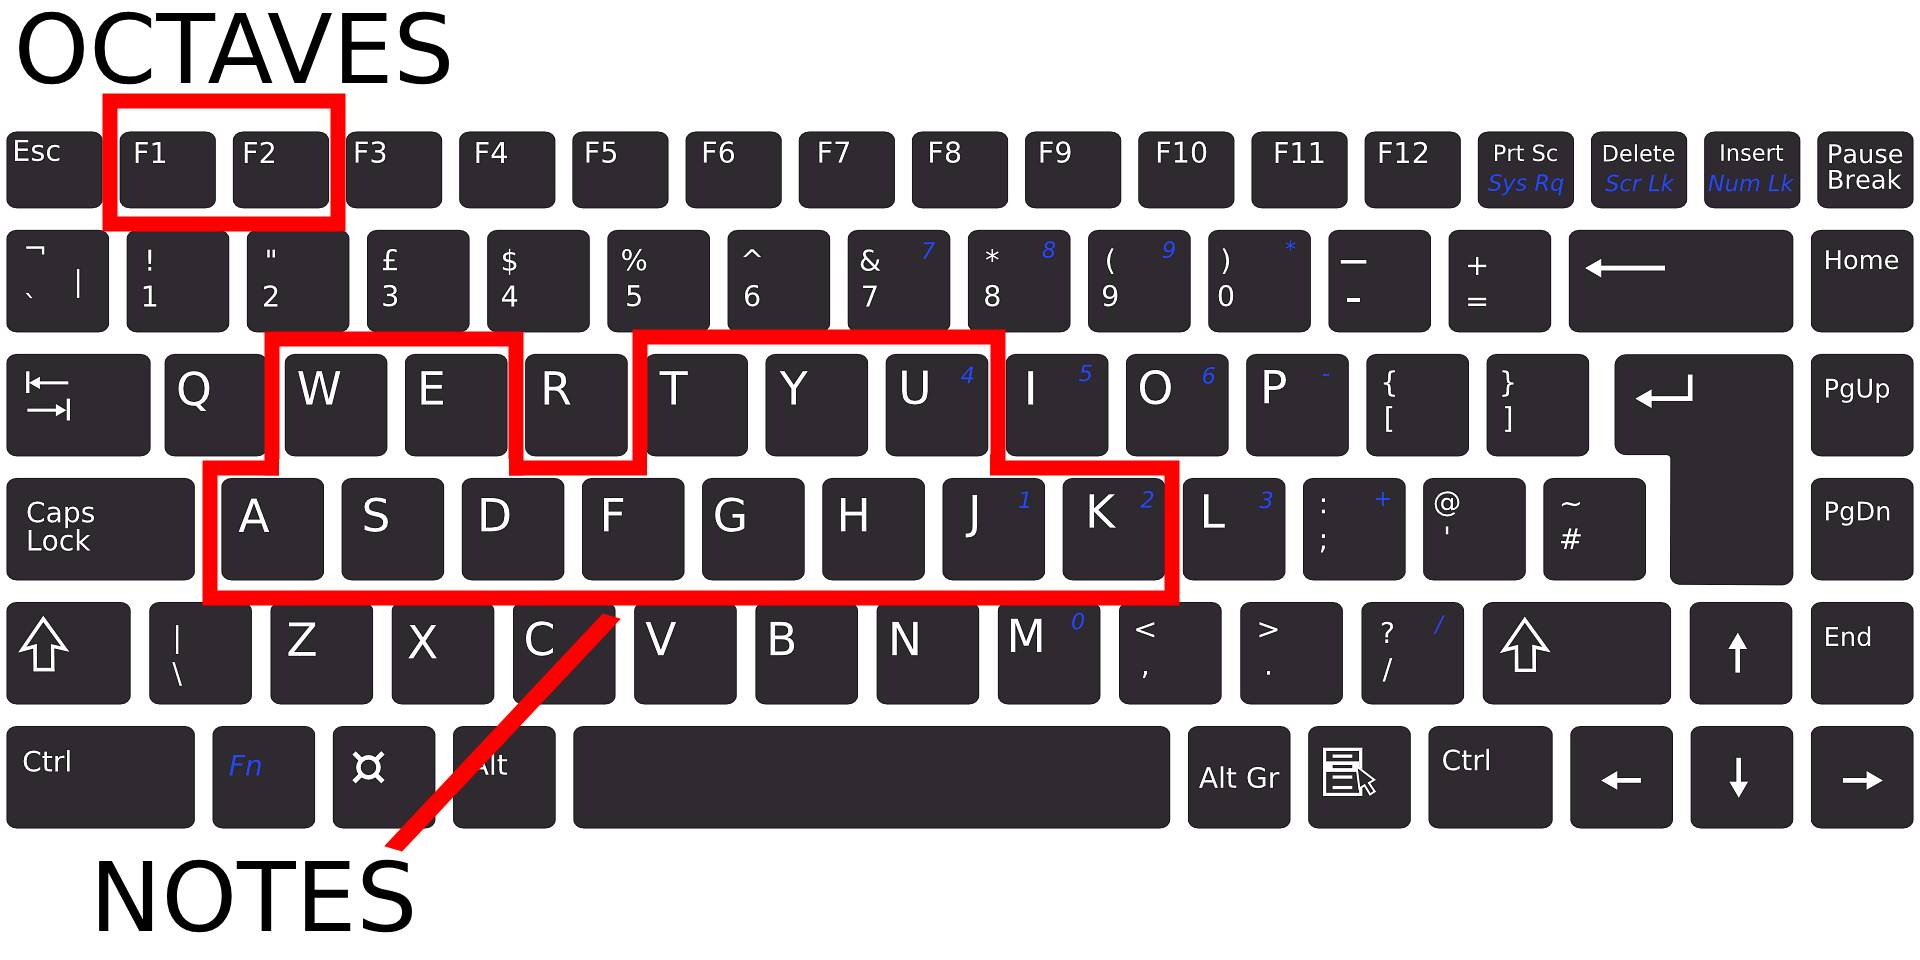 OCTAVES
Esc F1 F2 F3 F4 F5 F6 F7 F8 F9 F10 F11 F12 Prt Sc Delete Insert Pause
Sys Rq Scr Lk Num Lk Break
¬ ! " £ $ % ^ & 7 * 8 ( 9 ) * — + Home
` | 1 2 3 4 5 6 7 8 9 0 - =
Q W E R T Y U 4 I 5 O 6 P - { } PgUp
[ ]
Caps A S D F G H J 1 K 2 L 3 : + @ ~ PgDn
Lock ; ' #
| Z X C V B N M 0 < > ? / End
\ , . /
Ctrl Fn Alt Alt Gr Ctrl
NOTES